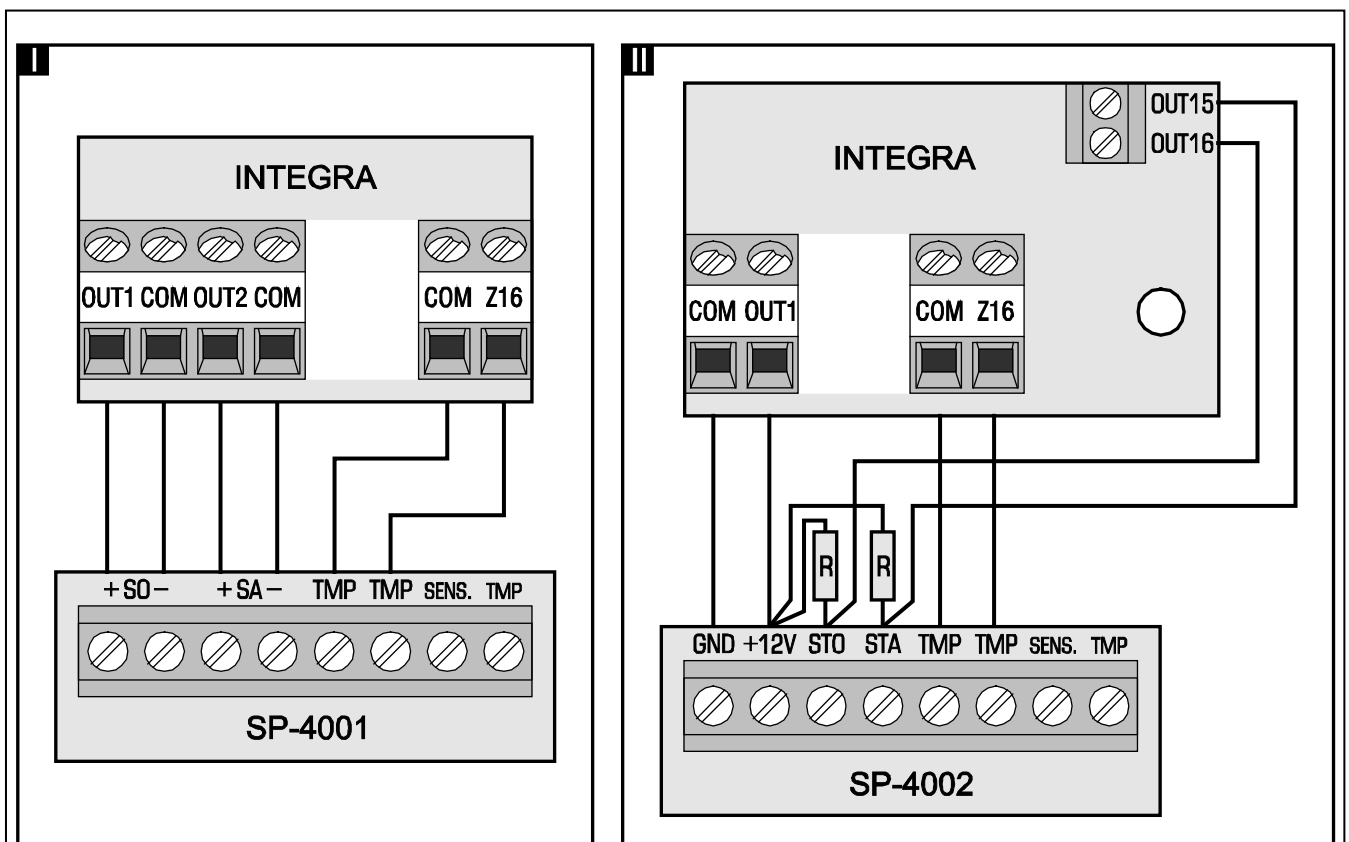 I
INTEGRA
OUT1 COM OUT2 COM
COM Z16
+ SO − + SA − TMP TMP SENS. TMP
SP-4001
II
OUT15
OUT16
INTEGRA
COM OUT1
COM Z16
R
R
GND +12V STO STA TMP TMP SENS. TMP
SP-4002